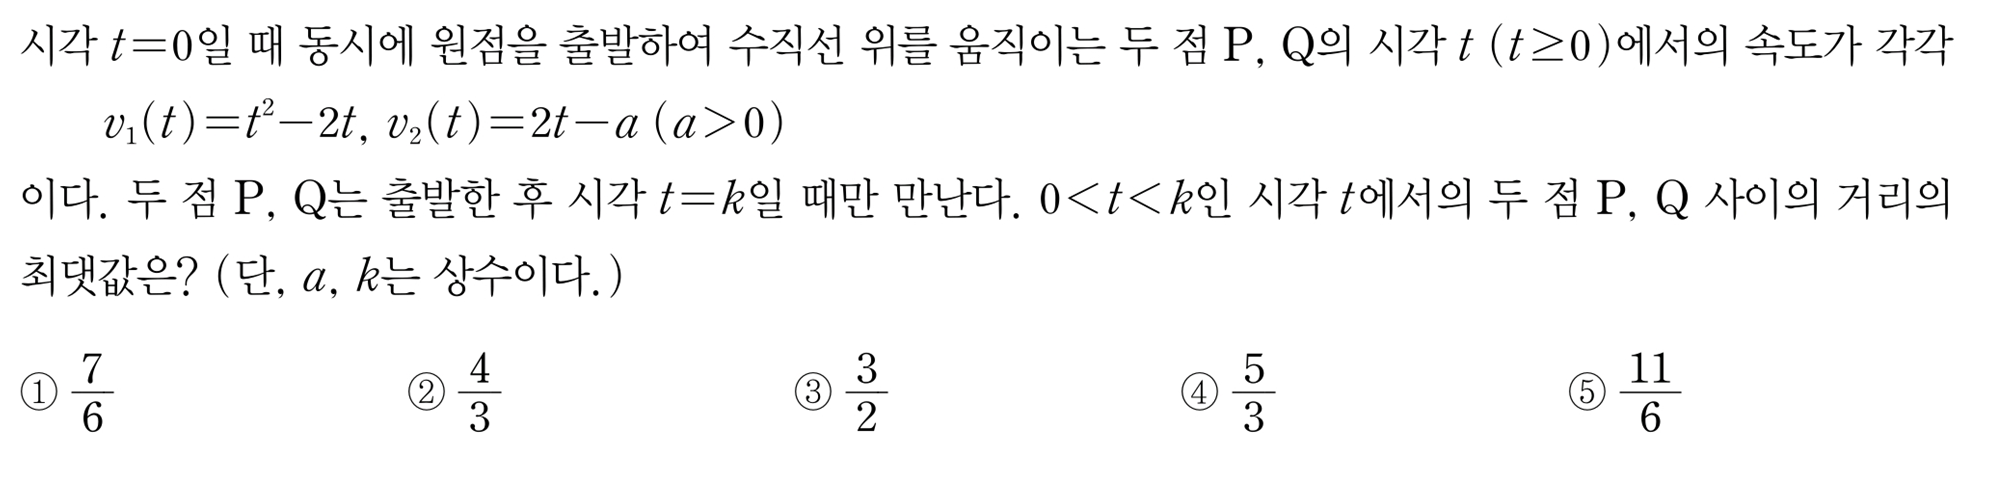 시각 t=0일 때 동시에 원점을 출발하여 수직선 위를 움직이는 두 점 P, Q의 시각 t (t≥0)에서의 속도가 각각
v₁(t)=t²-2t, v₂(t)=2t-a (a>0)
이다. 두 점 P, Q는 출발한 후 시각 t=k일 때만 만난다. 0<t<k인 시각 t에서의 두 점 P, Q 사이의 거리의
최댓값은? (단, a, k는 상수이다.)
① 7/6 ② 4/3 ③ 3/2 ④ 5/3 ⑤ 11/6